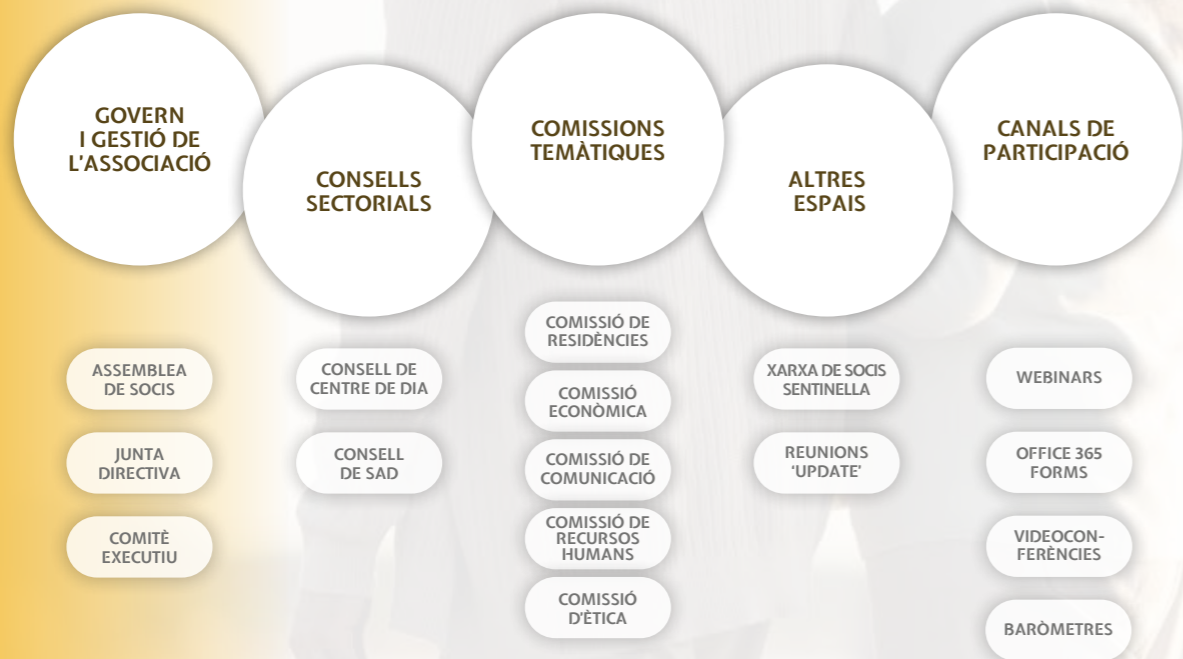 GOVERN
I GESTIÓ DE
L'ASSOCIACIÓ
ASSEMBLEA
DE SOCIS
JUNTA
DIRECTIVA
COMITÈ
EXECUTIU
CONSELLS
SECTORIALS
CONSELL DE
CENTRE DE DIA
CONSELL
DE SAD
COMISSIONS
TEMÀTIQUES
COMISSIÓ DE
RESIDÈNCIES
COMISSIÓ
ECONÒMICA
COMISSIÓ DE
COMUNICACIÓ
COMISSIÓ DE
RECURSOS
HUMANS
COMISSIÓ
D'ÈTICA
ALTRES
ESPAIS
XARXA DE SOCIS
SENTINELLA
REUNIONS
‘UPDATE’
CANALS DE
PARTICIPACIÓ
WEBINARS
OFFICE 365
FORMS
VIDEOCON-
FERÈNCIES
BARÒMETRES